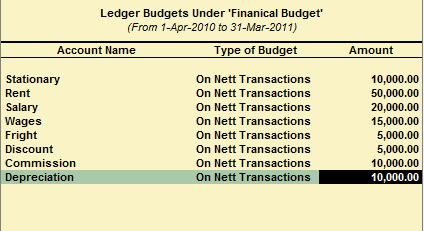 Ledger Budgets Under 'Finanical Budget'
(From 1-Apr-2010 to 31-Mar-2011)
Account Name Type of Budget Amount
Stationary On Nett Transactions 10,000.00
Rent On Nett Transactions 50,000.00
Salary On Nett Transactions 20,000.00
Wages On Nett Transactions 15,000.00
Fright On Nett Transactions 5,000.00
Discount On Nett Transactions 5,000.00
Commission On Nett Transactions 10,000.00
Depreciation On Nett Transactions 10,000.00